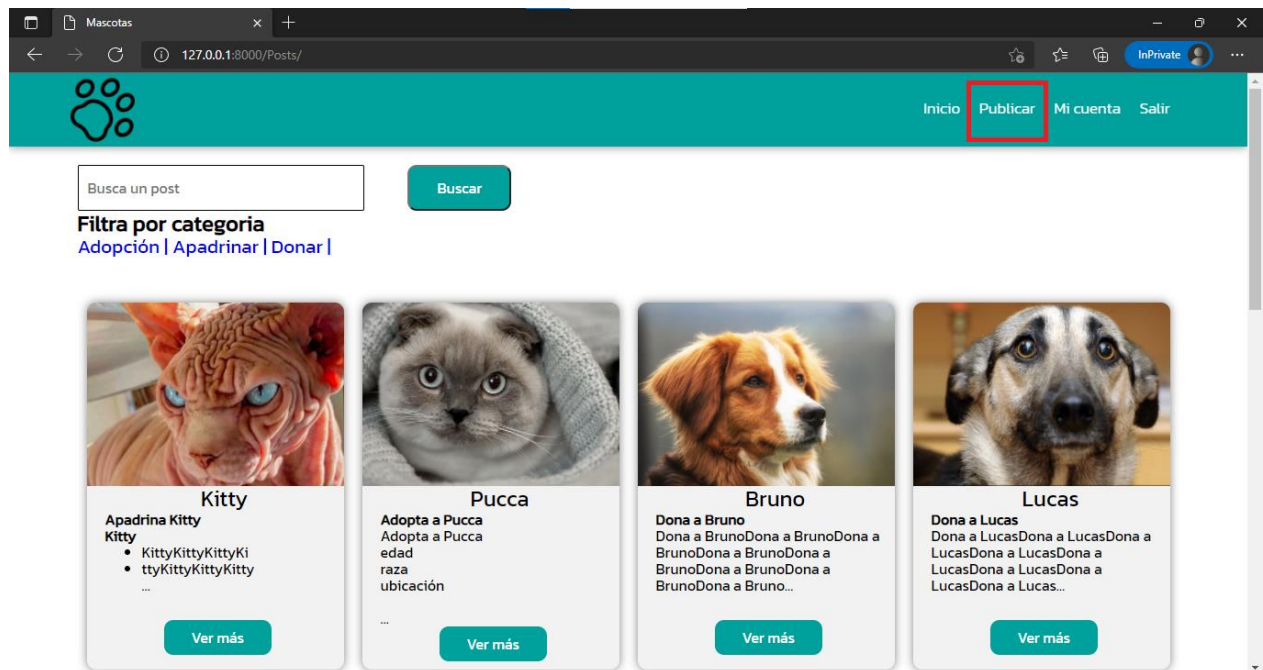 Mascotas
127.0.0.1:8000/Posts/
InPrivate
Inicio Publicar Mi cuenta Salir
Busca un post
Buscar
Filtra por categoria
Adopción | Apadrinar | Donar |
Kitty
Apadrina Kitty
Kitty
• KittyKittyKittyKi
• ttyKittyKittyKitty
...
Ver más
Pucca
Adopta a Pucca
Adopta a Pucca
edad
raza
ubicación
...
Ver más
Bruno
Dona a Bruno
Dona a BrunoDona a BrunoDona a
BrunoDona a BrunoDona a
BrunoDona a BrunoDona a
BrunoDona a Bruno...
Ver más
Lucas
Dona a Lucas
Dona a LucasDona a LucasDona a
LucasDona a LucasDona a
LucasDona a LucasDona a
LucasDona a Lucas...
Ver más